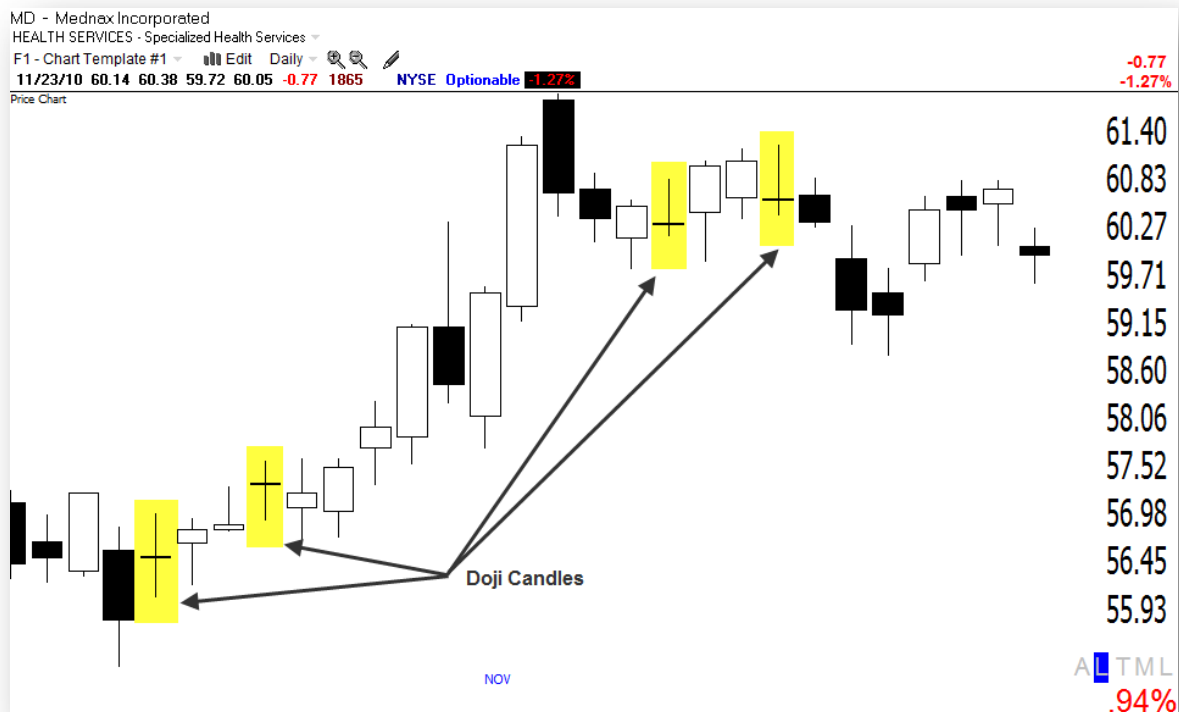 MD - Mednax Incorporated
HEALTH SERVICES - Specialized Health Services
F1 - Chart Template #1 Edit Daily
11/23/10 60.14 60.38 59.72 60.05 -0.77 1865 NYSE Optionable -1.27%
-0.77
-1.27%
Price Chart
61.40
60.83
60.27
59.71
59.15
58.60
58.06
57.52
56.98
56.45
55.93
Doji Candles
NOV
A L T M L
.94%